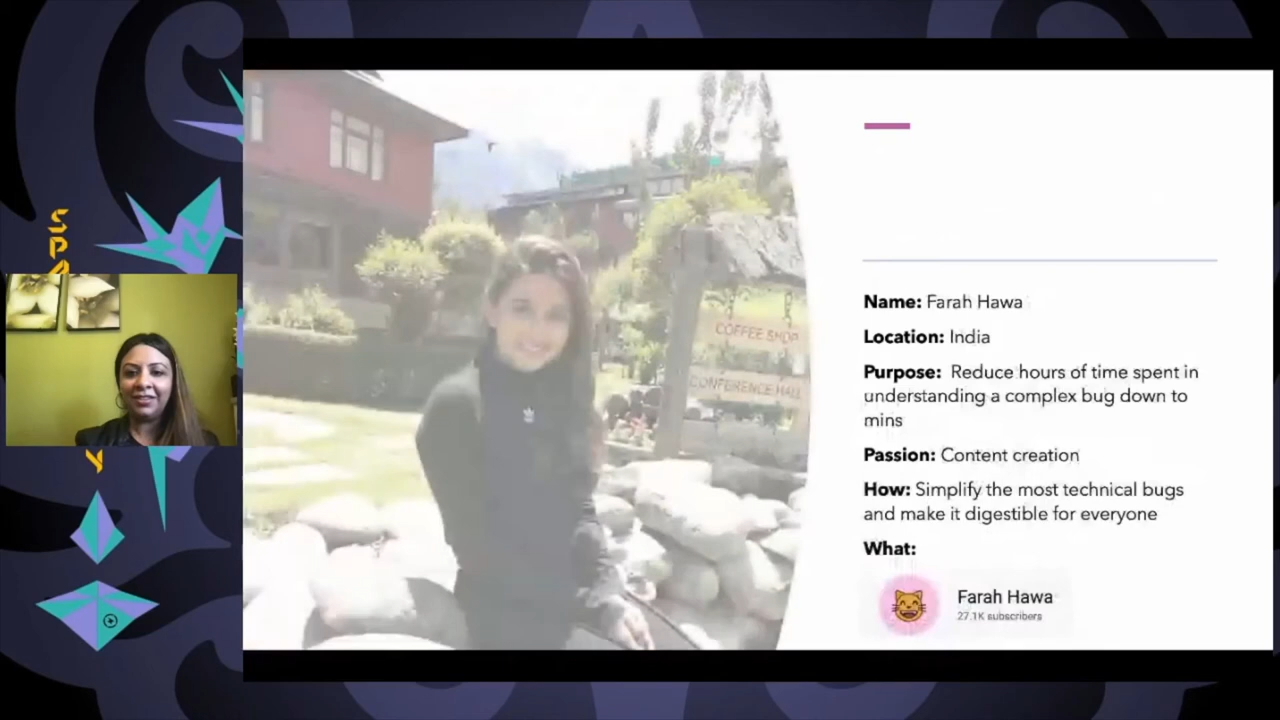 COFFEE SHOP
CONFERENCE HALL
Name: Farah Hawa
Location: India
Purpose: Reduce hours of time spent in
understanding a complex bug down to
mins
Passion: Content creation
How: Simplify the most technical bugs
and make it digestible for everyone
What:
Farah Hawa
27.1K subscribers